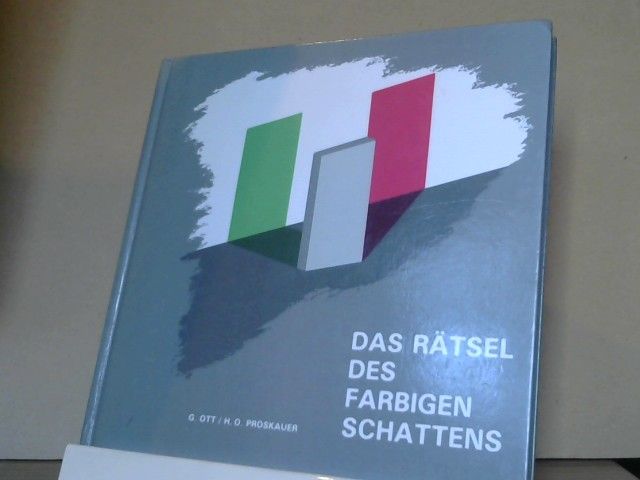 DAS RÄTSEL
DES
FARBIGEN
SCHATTENS
G. OTT / H. O. PROSKAUER